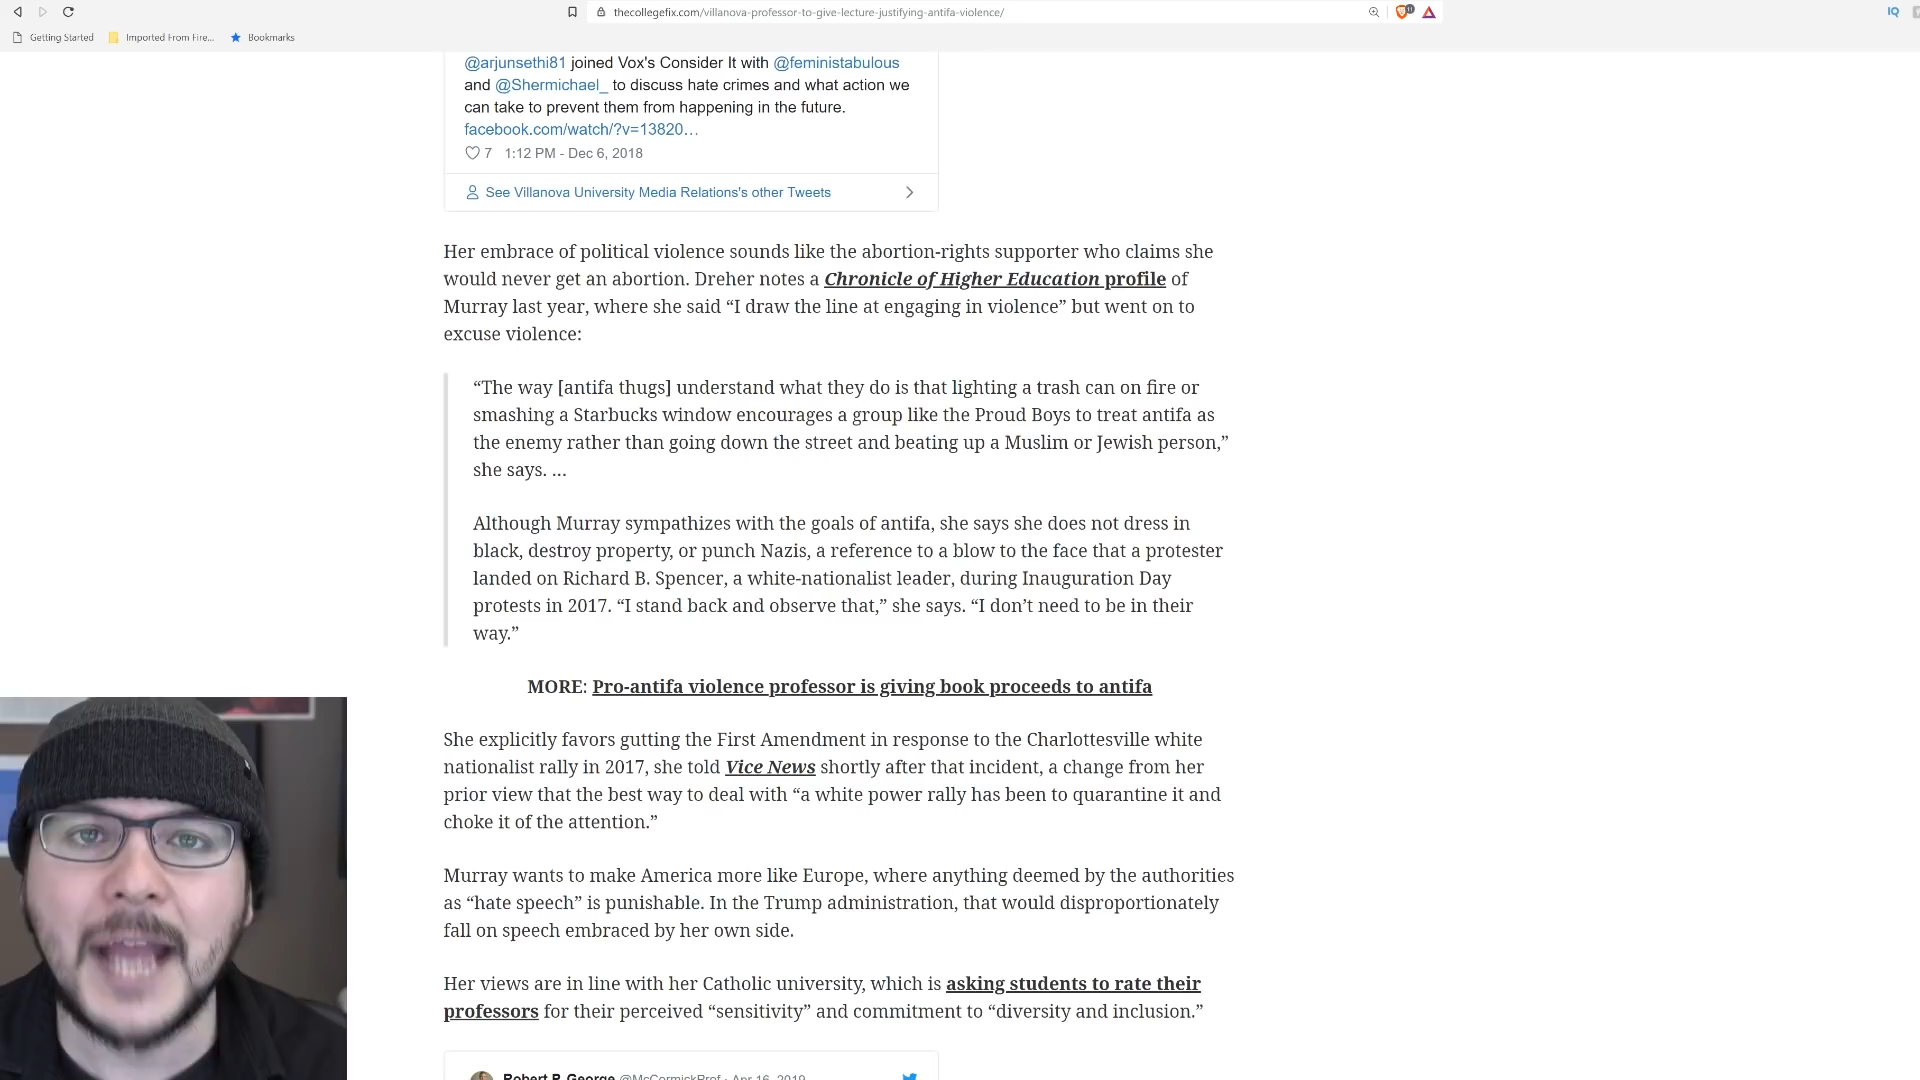 thecollegefix.com/villanova-professor-to-give-lecture-justifying-antifa-violence/
11
IQ
Getting Started
Imported From Fire...
Bookmarks
@arjunsethi81 joined Vox's Consider It with @feministabulous
and @Shermichael_ to discuss hate crimes and what action we
can take to prevent them from happening in the future.
facebook.com/watch/?v=13820…
7 1:12 PM - Dec 6, 2018
See Villanova University Media Relations's other Tweets
Her embrace of political violence sounds like the abortion-rights supporter who claims she
would never get an abortion. Dreher notes a Chronicle of Higher Education profile of
Murray last year, where she said “I draw the line at engaging in violence” but went on to
excuse violence:
“The way [antifa thugs] understand what they do is that lighting a trash can on fire or
smashing a Starbucks window encourages a group like the Proud Boys to treat antifa as
the enemy rather than going down the street and beating up a Muslim or Jewish person,”
she says. …
Although Murray sympathizes with the goals of antifa, she says she does not dress in
black, destroy property, or punch Nazis, a reference to a blow to the face that a protester
landed on Richard B. Spencer, a white-nationalist leader, during Inauguration Day
protests in 2017. “I stand back and observe that,” she says. “I don’t need to be in their
way.”
MORE: Pro-antifa violence professor is giving book proceeds to antifa
She explicitly favors gutting the First Amendment in response to the Charlottesville white
nationalist rally in 2017, she told Vice News shortly after that incident, a change from her
prior view that the best way to deal with “a white power rally has been to quarantine it and
choke it of the attention.”
Murray wants to make America more like Europe, where anything deemed by the authorities
as “hate speech” is punishable. In the Trump administration, that would disproportionately
fall on speech embraced by her own side.
Her views are in line with her Catholic university, which is asking students to rate their
professors for their perceived “sensitivity” and commitment to “diversity and inclusion.”
Robert P. George @McCormickProf · Apr 16, 2019